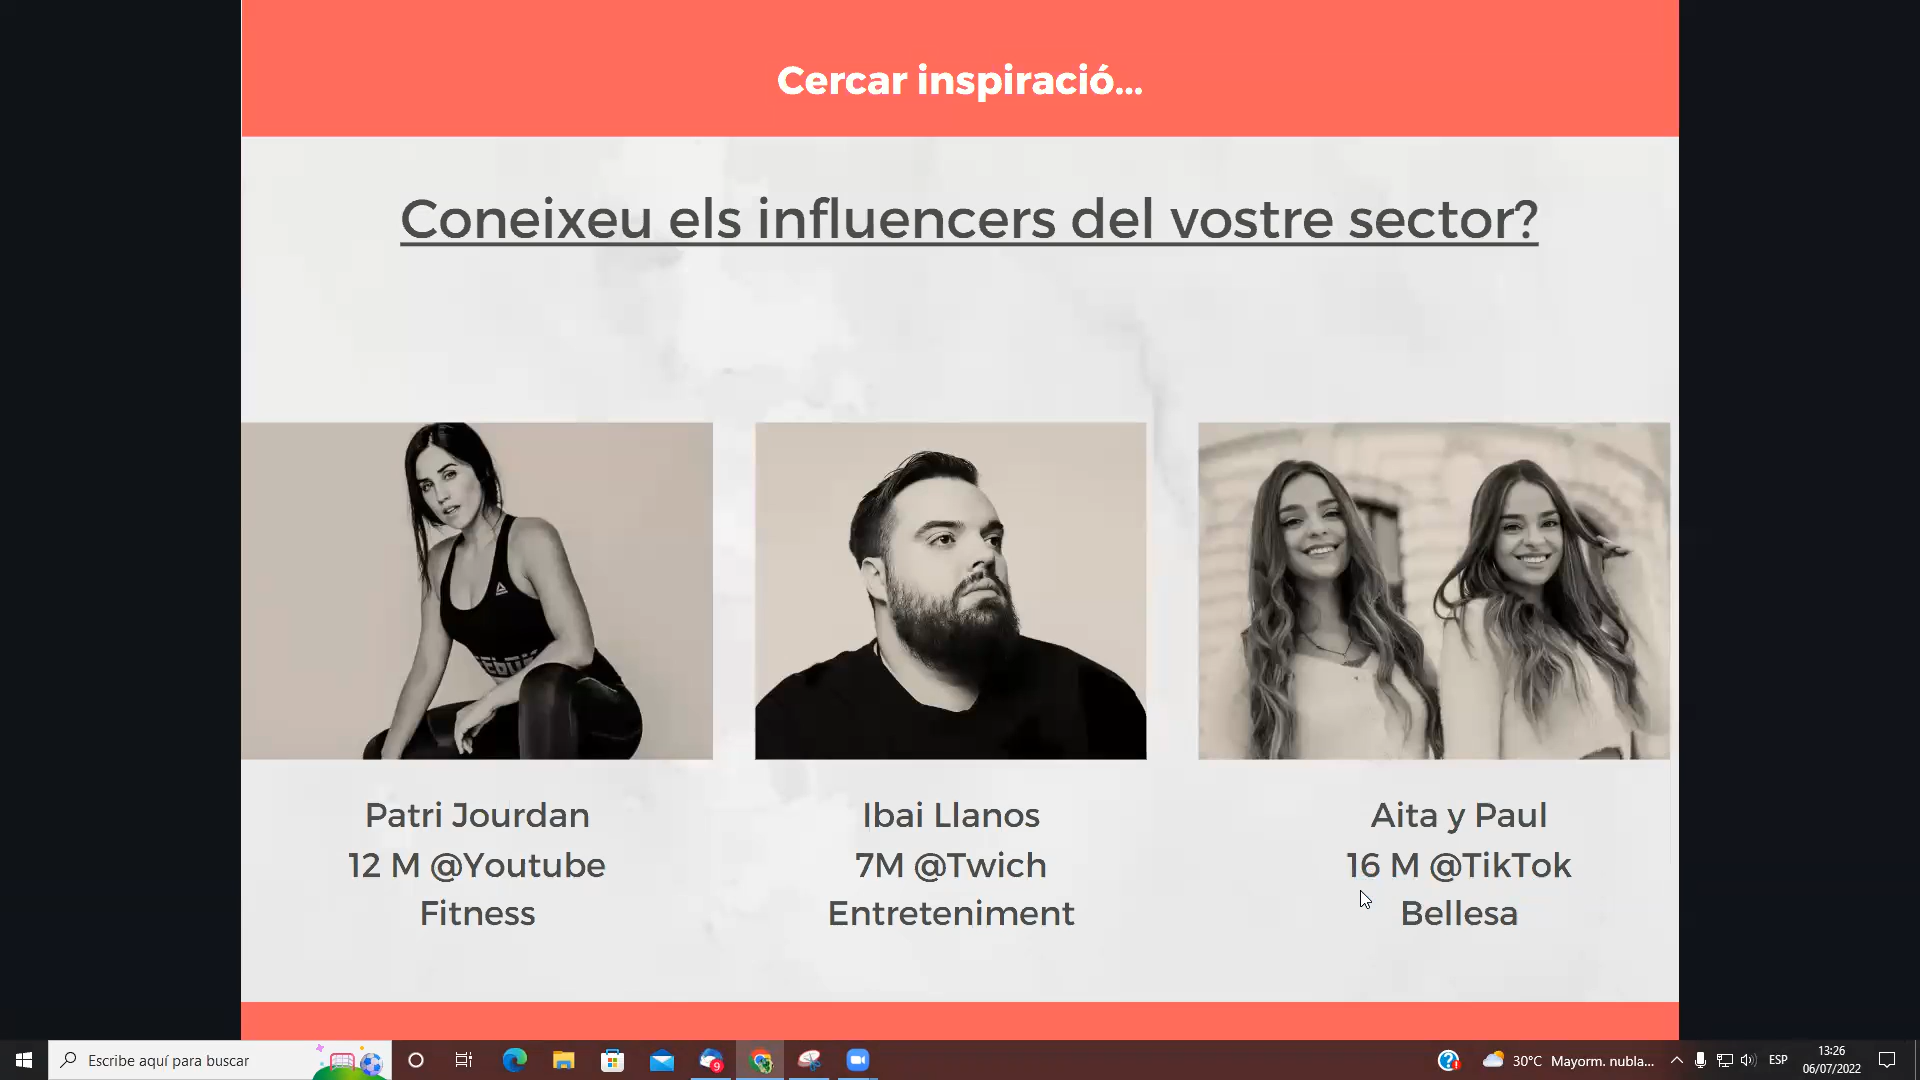 Cercar inspiració...
Coneixeu els influencers del vostre sector?
Patri Jourdan
12 M @Youtube
Fitness
Ibai Llanos
7M @Twich
Entreteniment
Aita y Paul
16 M @TikTok
Bellesa
Escribe aquí para buscar
9
30°C Mayorm. nubla...
ESP
13:26
06/07/2022